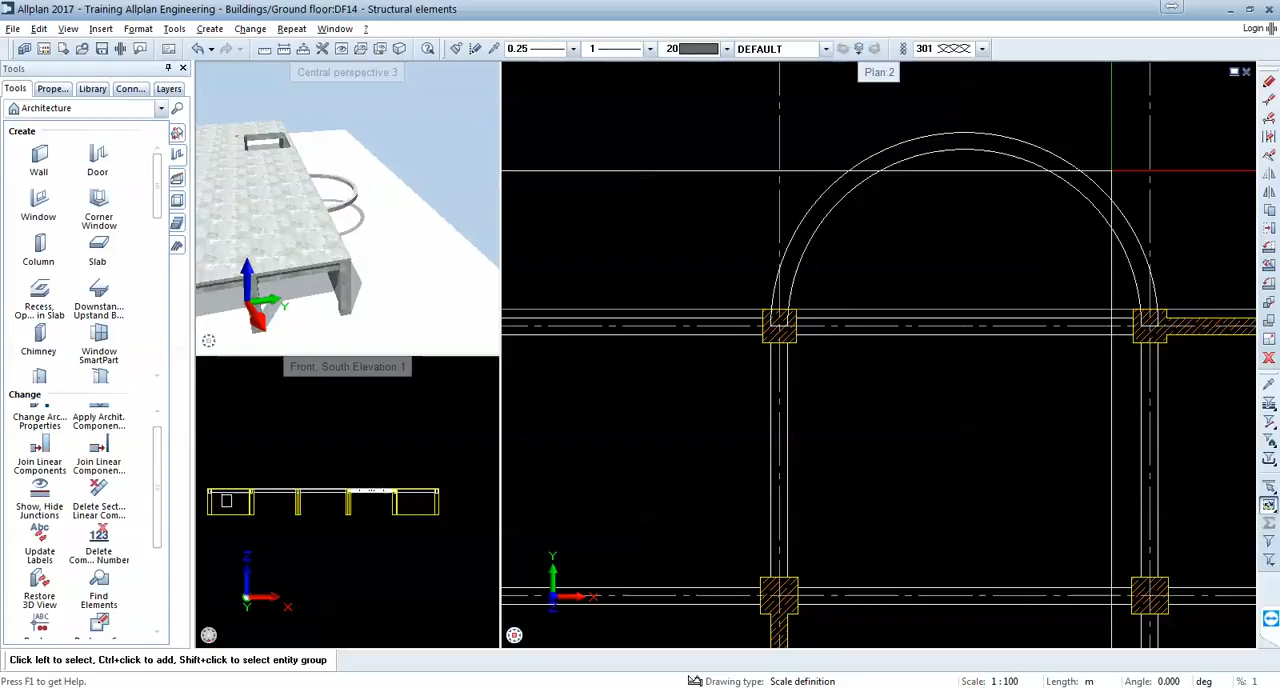 Allplan 2017 - Training Allplan Engineering - Buildings/Ground floor:DF14 - Structural elements
File Edit View Insert Format Tools Create Change Repeat Window ?
Login
0.25 1 20 DEFAULT 301
Tools
Tools Prope... Library Conn... Layers
Architecture
Create
Wall Door
Window Corner Window
Column Slab
Recess, Op... in Slab Downstan... Upstand B...
Chimney Window SmartPart
Change
Change Arc... Properties Apply Archit. Componen...
Join Linear Components Join Linear Componen...
Show, Hide Junctions Delete Sect... Linear Com...
Update Labels Delete Com... Number
Restore 3D View Find Elements
Central perspective 3
Y
Front, South Elevation 1
Z
Y X
Plan:2
Y
X
Z
Click left to select, Ctrl+click to add, Shift+click to select entity group
Press F1 to get Help.
Drawing type: Scale definition Scale: 1 : 100 Length: m Angle: 0.000 deg %: 1